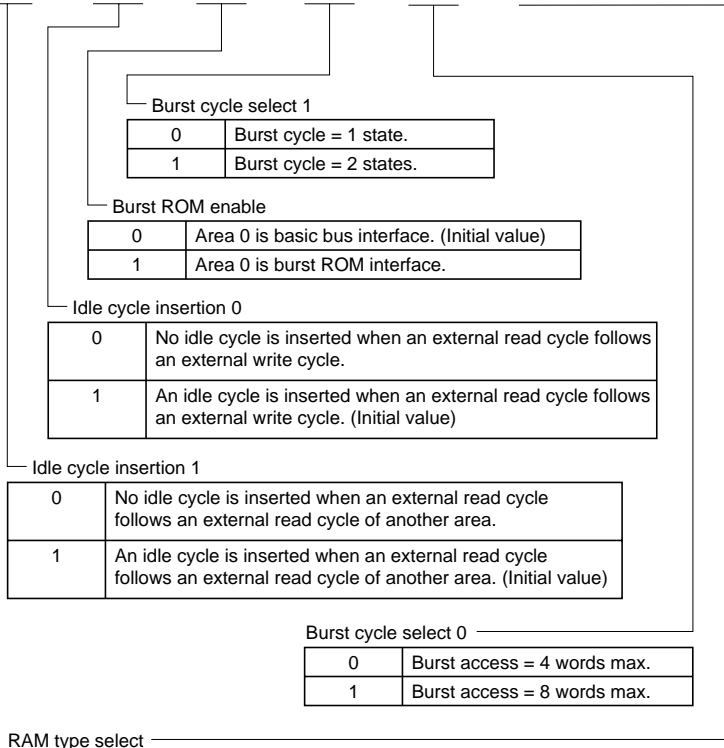 Burst cycle select 1
0 Burst cycle = 1 state.
1 Burst cycle = 2 states.
Burst ROM enable
0 Area 0 is basic bus interface. (Initial value)
1 Area 0 is burst ROM interface.
Idle cycle insertion 0
0 No idle cycle is inserted when an external read cycle follows
an external write cycle.
1 An idle cycle is inserted when an external read cycle follows
an external write cycle. (Initial value)
Idle cycle insertion 1
0 No idle cycle is inserted when an external read cycle
follows an external read cycle of another area.
1 An idle cycle is inserted when an external read cycle
follows an external read cycle of another area. (Initial value)
Burst cycle select 0
0 Burst access = 4 words max.
1 Burst access = 8 words max.
RAM type select